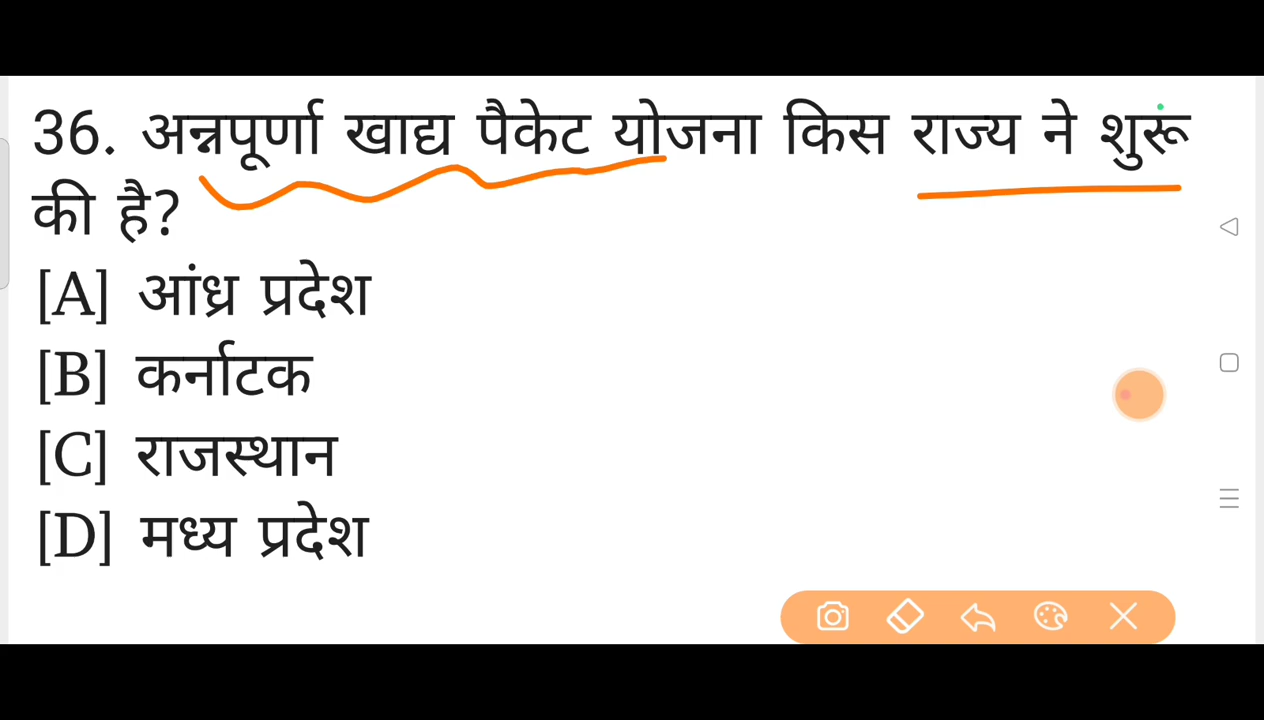 36. अन्नपूर्णा खाद्य पैकेट योजना किस राज्य ने शुरू
की है?
[A] आंध्र प्रदेश
[B] कर्नाटक
[C] राजस्थान
[D] मध्य प्रदेश